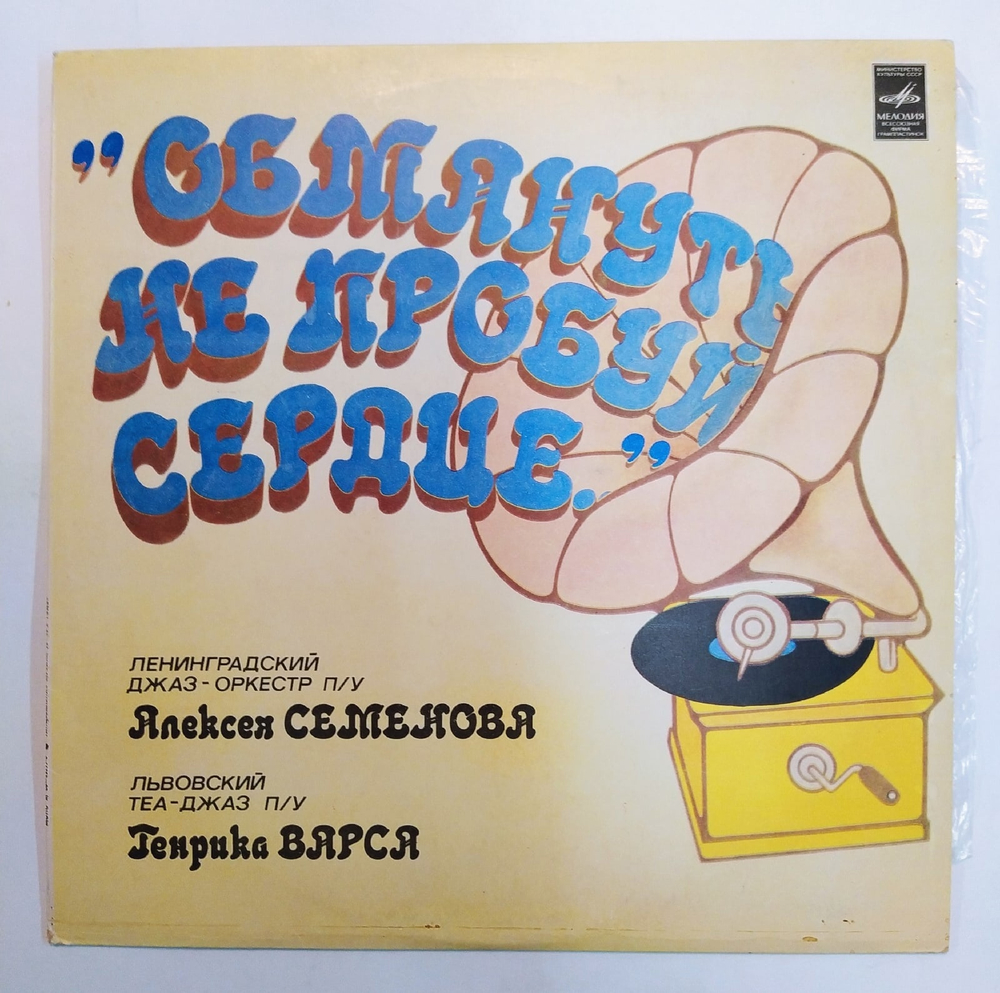 МИНИСТЕРСТВО
КУЛЬТУРЫ СССР
МЕЛОДИЯ
ВСЕСОЮЗНАЯ
ФИРМА
ГРАМПЛАСТИНОК
”ОБМАНУТЬ
НЕ ПРОБУЙ
СЕРДЦЕ..”
ЛЕНИНГРАДСКИЙ
ДЖАЗ-ОРКЕСТР П/У
Алексея СЕМЕНОВА
ЛЬВОВСКИЙ
ТЕА-ДЖАЗ П/У
Генрика ВАРСА